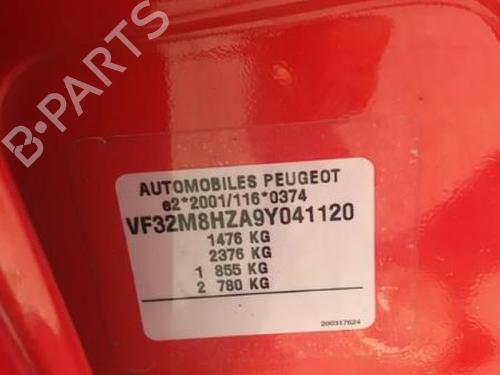 B-PARTS
AUTOMOBILES PEUGEOT
e2*2001/116*0374
VF32M8HZA9Y041120
1476 KG
2376 KG
1 855 KG
2 780 KG
200317624